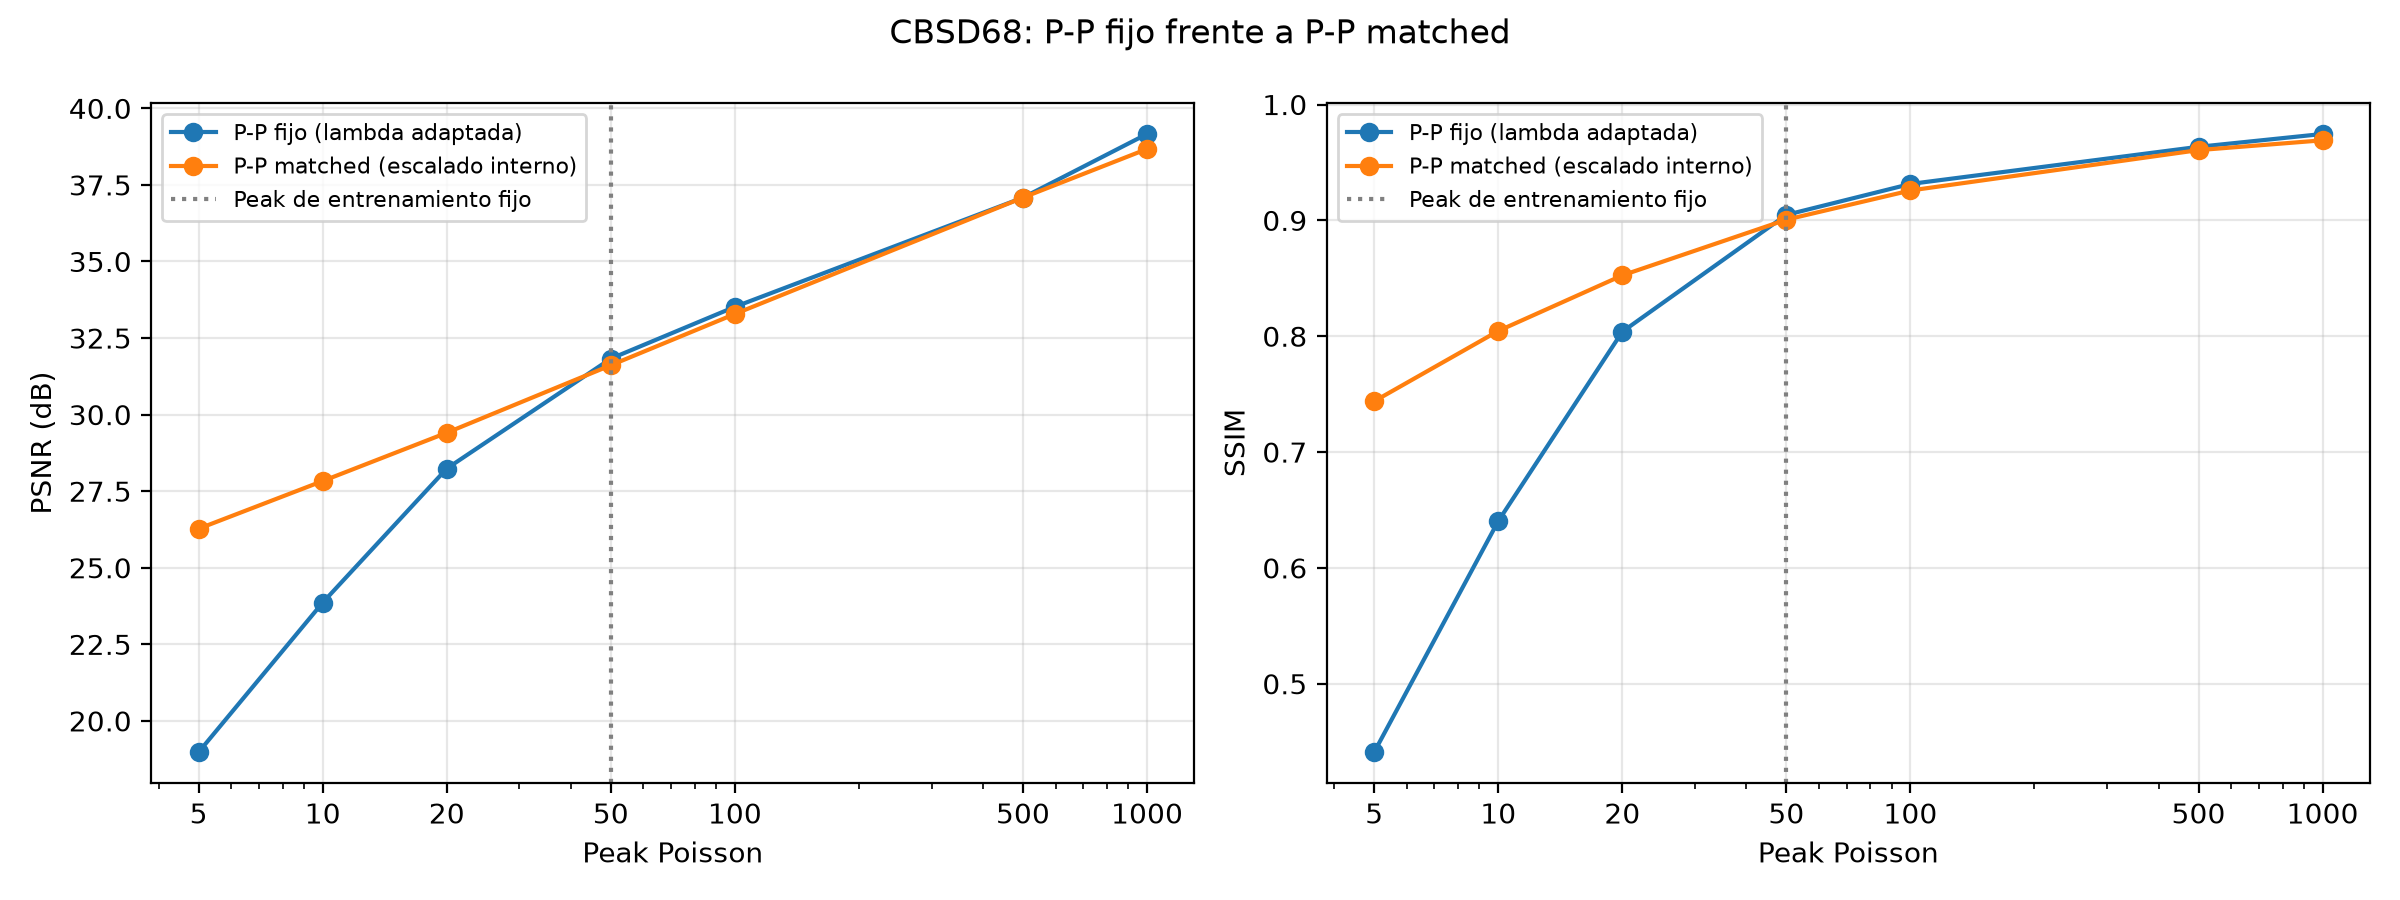 CBSD68: P-P fijo frente a P-P matched
P-P fijo (lambda adaptada)
P-P matched (escalado interno)
Peak de entrenamiento fijo
PSNR (dB)
40.0
37.5
35.0
32.5
30.0
27.5
25.0
22.5
20.0
5 10 20 50 100 500 1000
Peak Poisson
P-P fijo (lambda adaptada)
P-P matched (escalado interno)
Peak de entrenamiento fijo
SSIM
1.0
0.9
0.8
0.7
0.6
0.5
5 10 20 50 100 500 1000
Peak Poisson